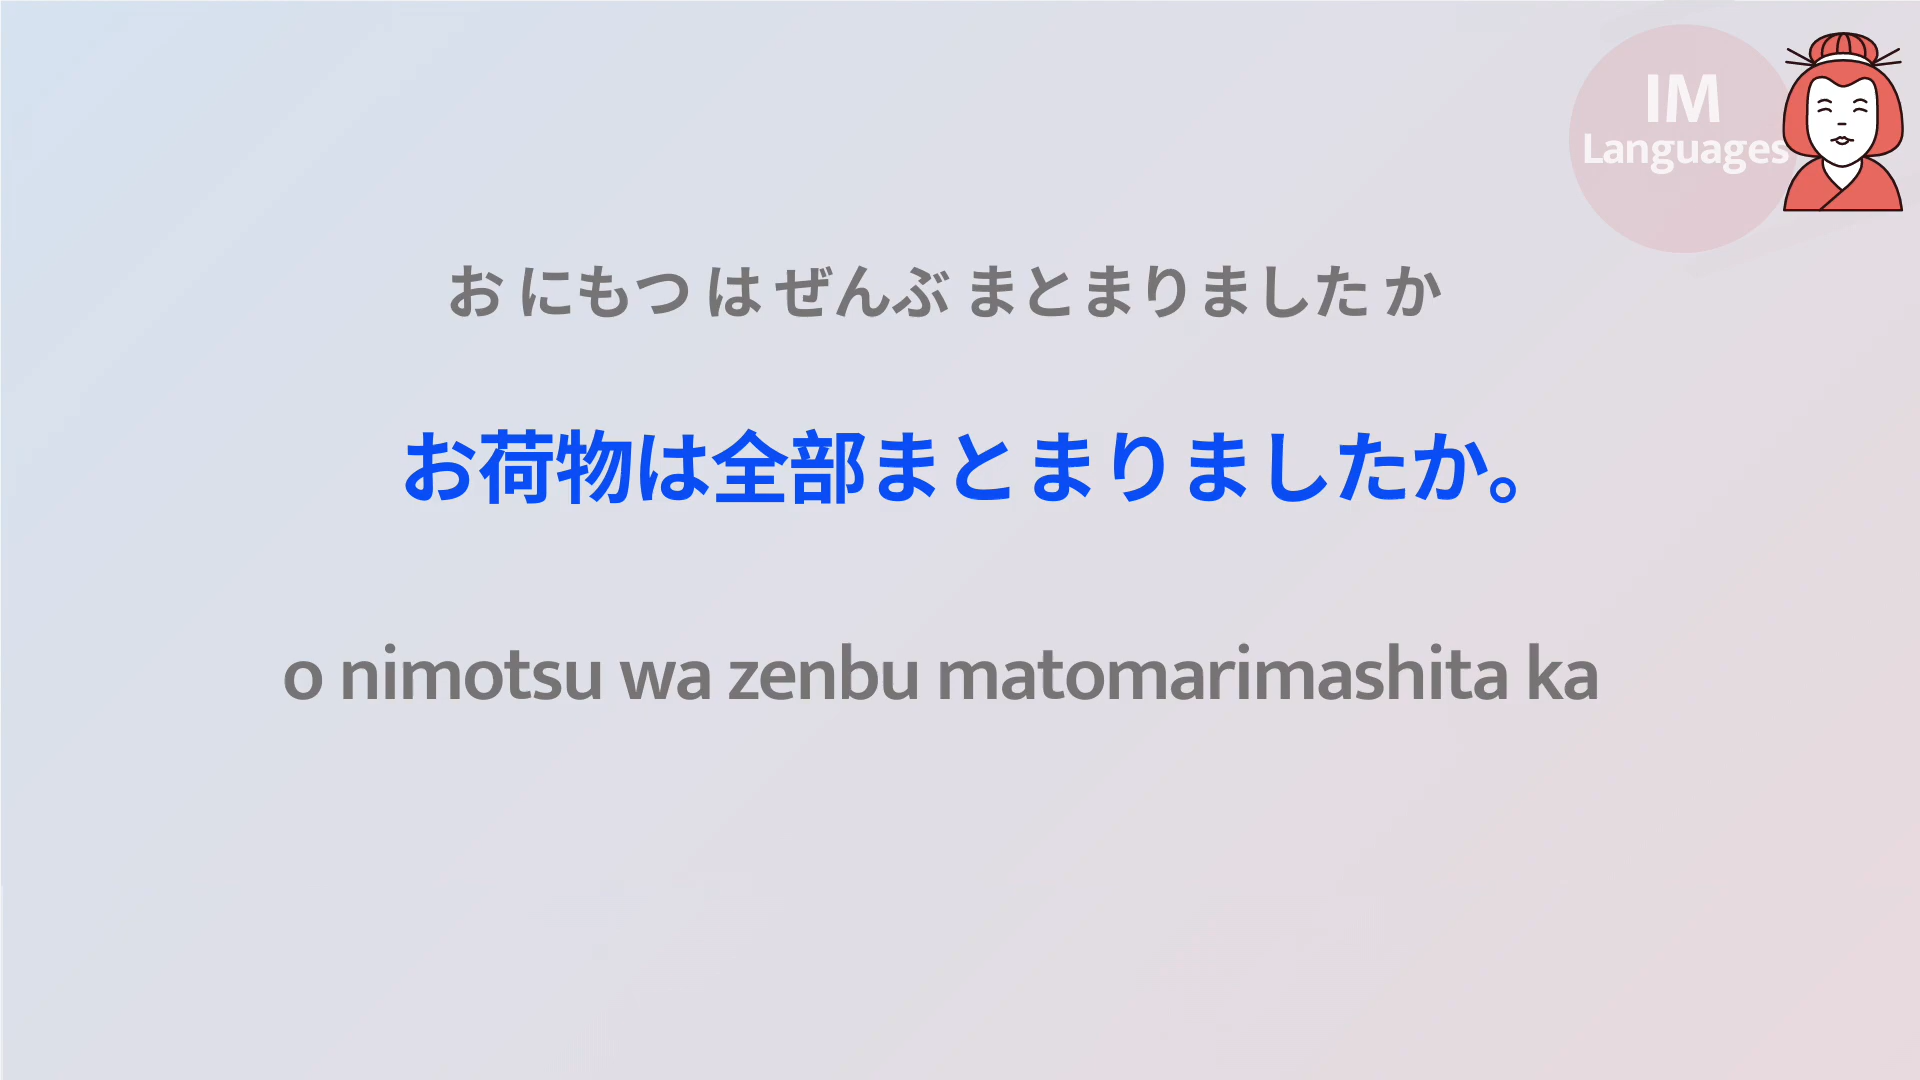 IM
Languages
お にもつ は ぜんぶ まとまりました か
お荷物は全部まとまりましたか。
o nimotsu wa zenbu matomarimashita ka